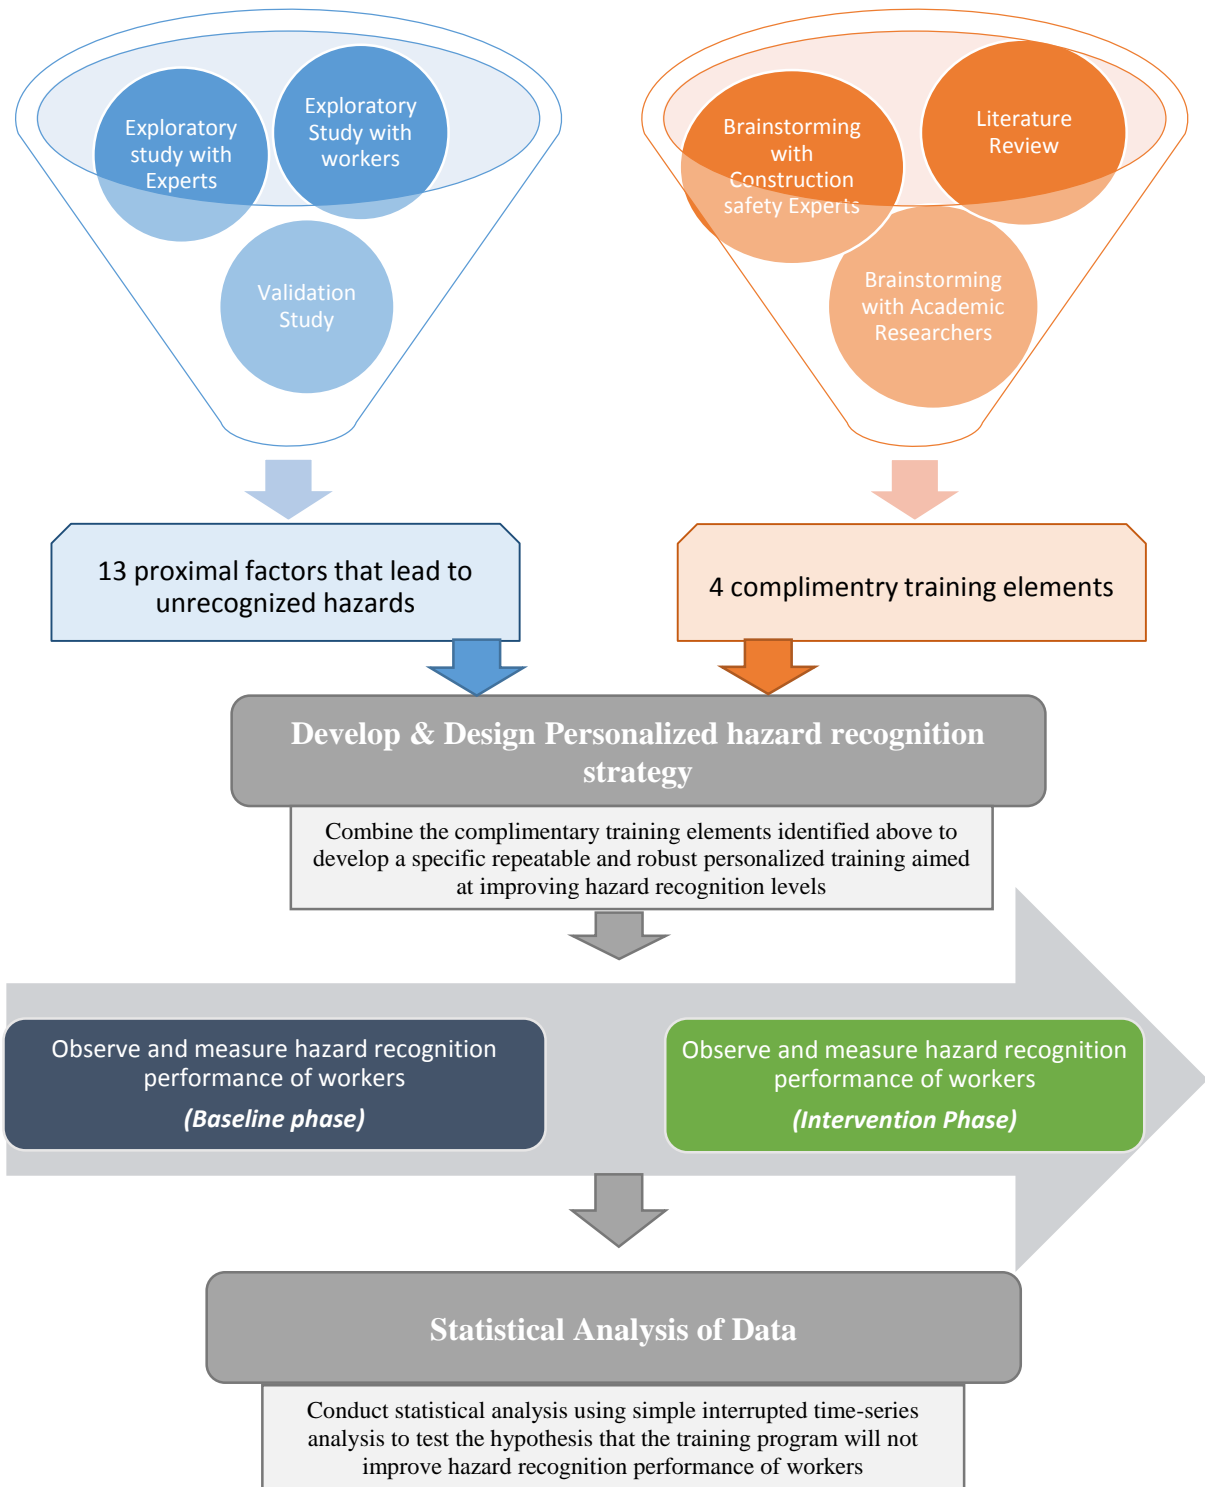 Exploratory
study with
Experts
Exploratory
Study with
workers
Validation
Study
Brainstorming
with
Construction
safety Experts
Literature
Review
Brainstorming
with Academic
Researchers
13 proximal factors that lead to
unrecognized hazards
4 complimentry training elements
Develop & Design Personalized hazard recognition
strategy
Combine the complimentary training elements identified above to
develop a specific repeatable and robust personalized training aimed
at improving hazard recognition levels
Observe and measure hazard recognition
performance of workers
(Baseline phase)
Observe and measure hazard recognition
performance of workers
(Intervention Phase)
Statistical Analysis of Data
Conduct statistical analysis using simple interrupted time-series
analysis to test the hypothesis that the training program will not
improve hazard recognition performance of workers